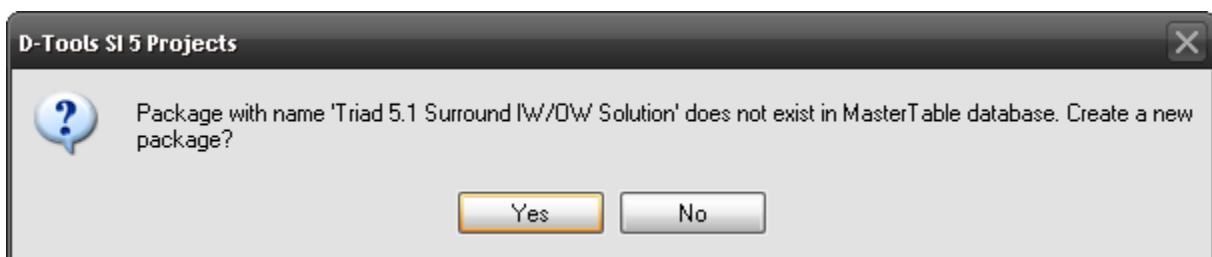 D-Tools SI 5 Projects
Package with name 'Triad 5.1 Surround IW/OW Solution' does not exist in MasterTable database. Create a new
package?
Yes No